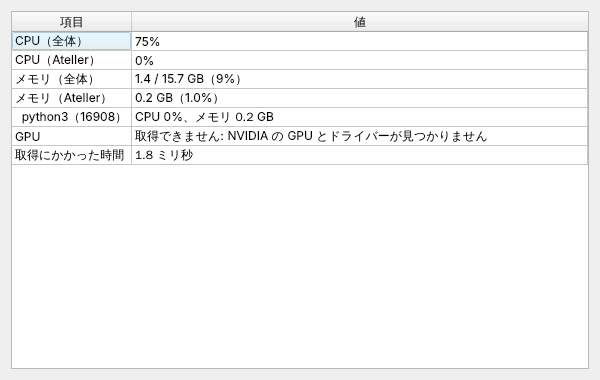 項目 値
CPU（全体） 75%
CPU（Ateller） 0%
メモリ（全体） 1.4 / 15.7 GB（9%）
メモリ（Ateller） 0.2 GB（1.0%）
python3（16908） CPU 0%、メモリ 0.2 GB
GPU 取得できません: NVIDIA の GPU とドライバーが見つかりません
取得にかかった時間 1.8 ミリ秒